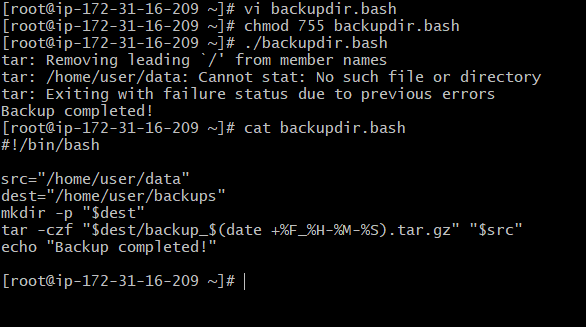 [root@ip-172-31-16-209 ~]# vi backupdir.bash
[root@ip-172-31-16-209 ~]# chmod 755 backupdir.bash
[root@ip-172-31-16-209 ~]# ./backupdir.bash
tar: Removing leading `/' from member names
tar: /home/user/data: Cannot stat: No such file or directory
tar: Exiting with failure status due to previous errors
Backup completed!
[root@ip-172-31-16-209 ~]# cat backupdir.bash
#!/bin/bash

src="/home/user/data"
dest="/home/user/backups"
mkdir -p "$dest"
tar -czf "$dest/backup_$(date +%F_%H-%M-%S).tar.gz" "$src"
echo "Backup completed!"

[root@ip-172-31-16-209 ~]#